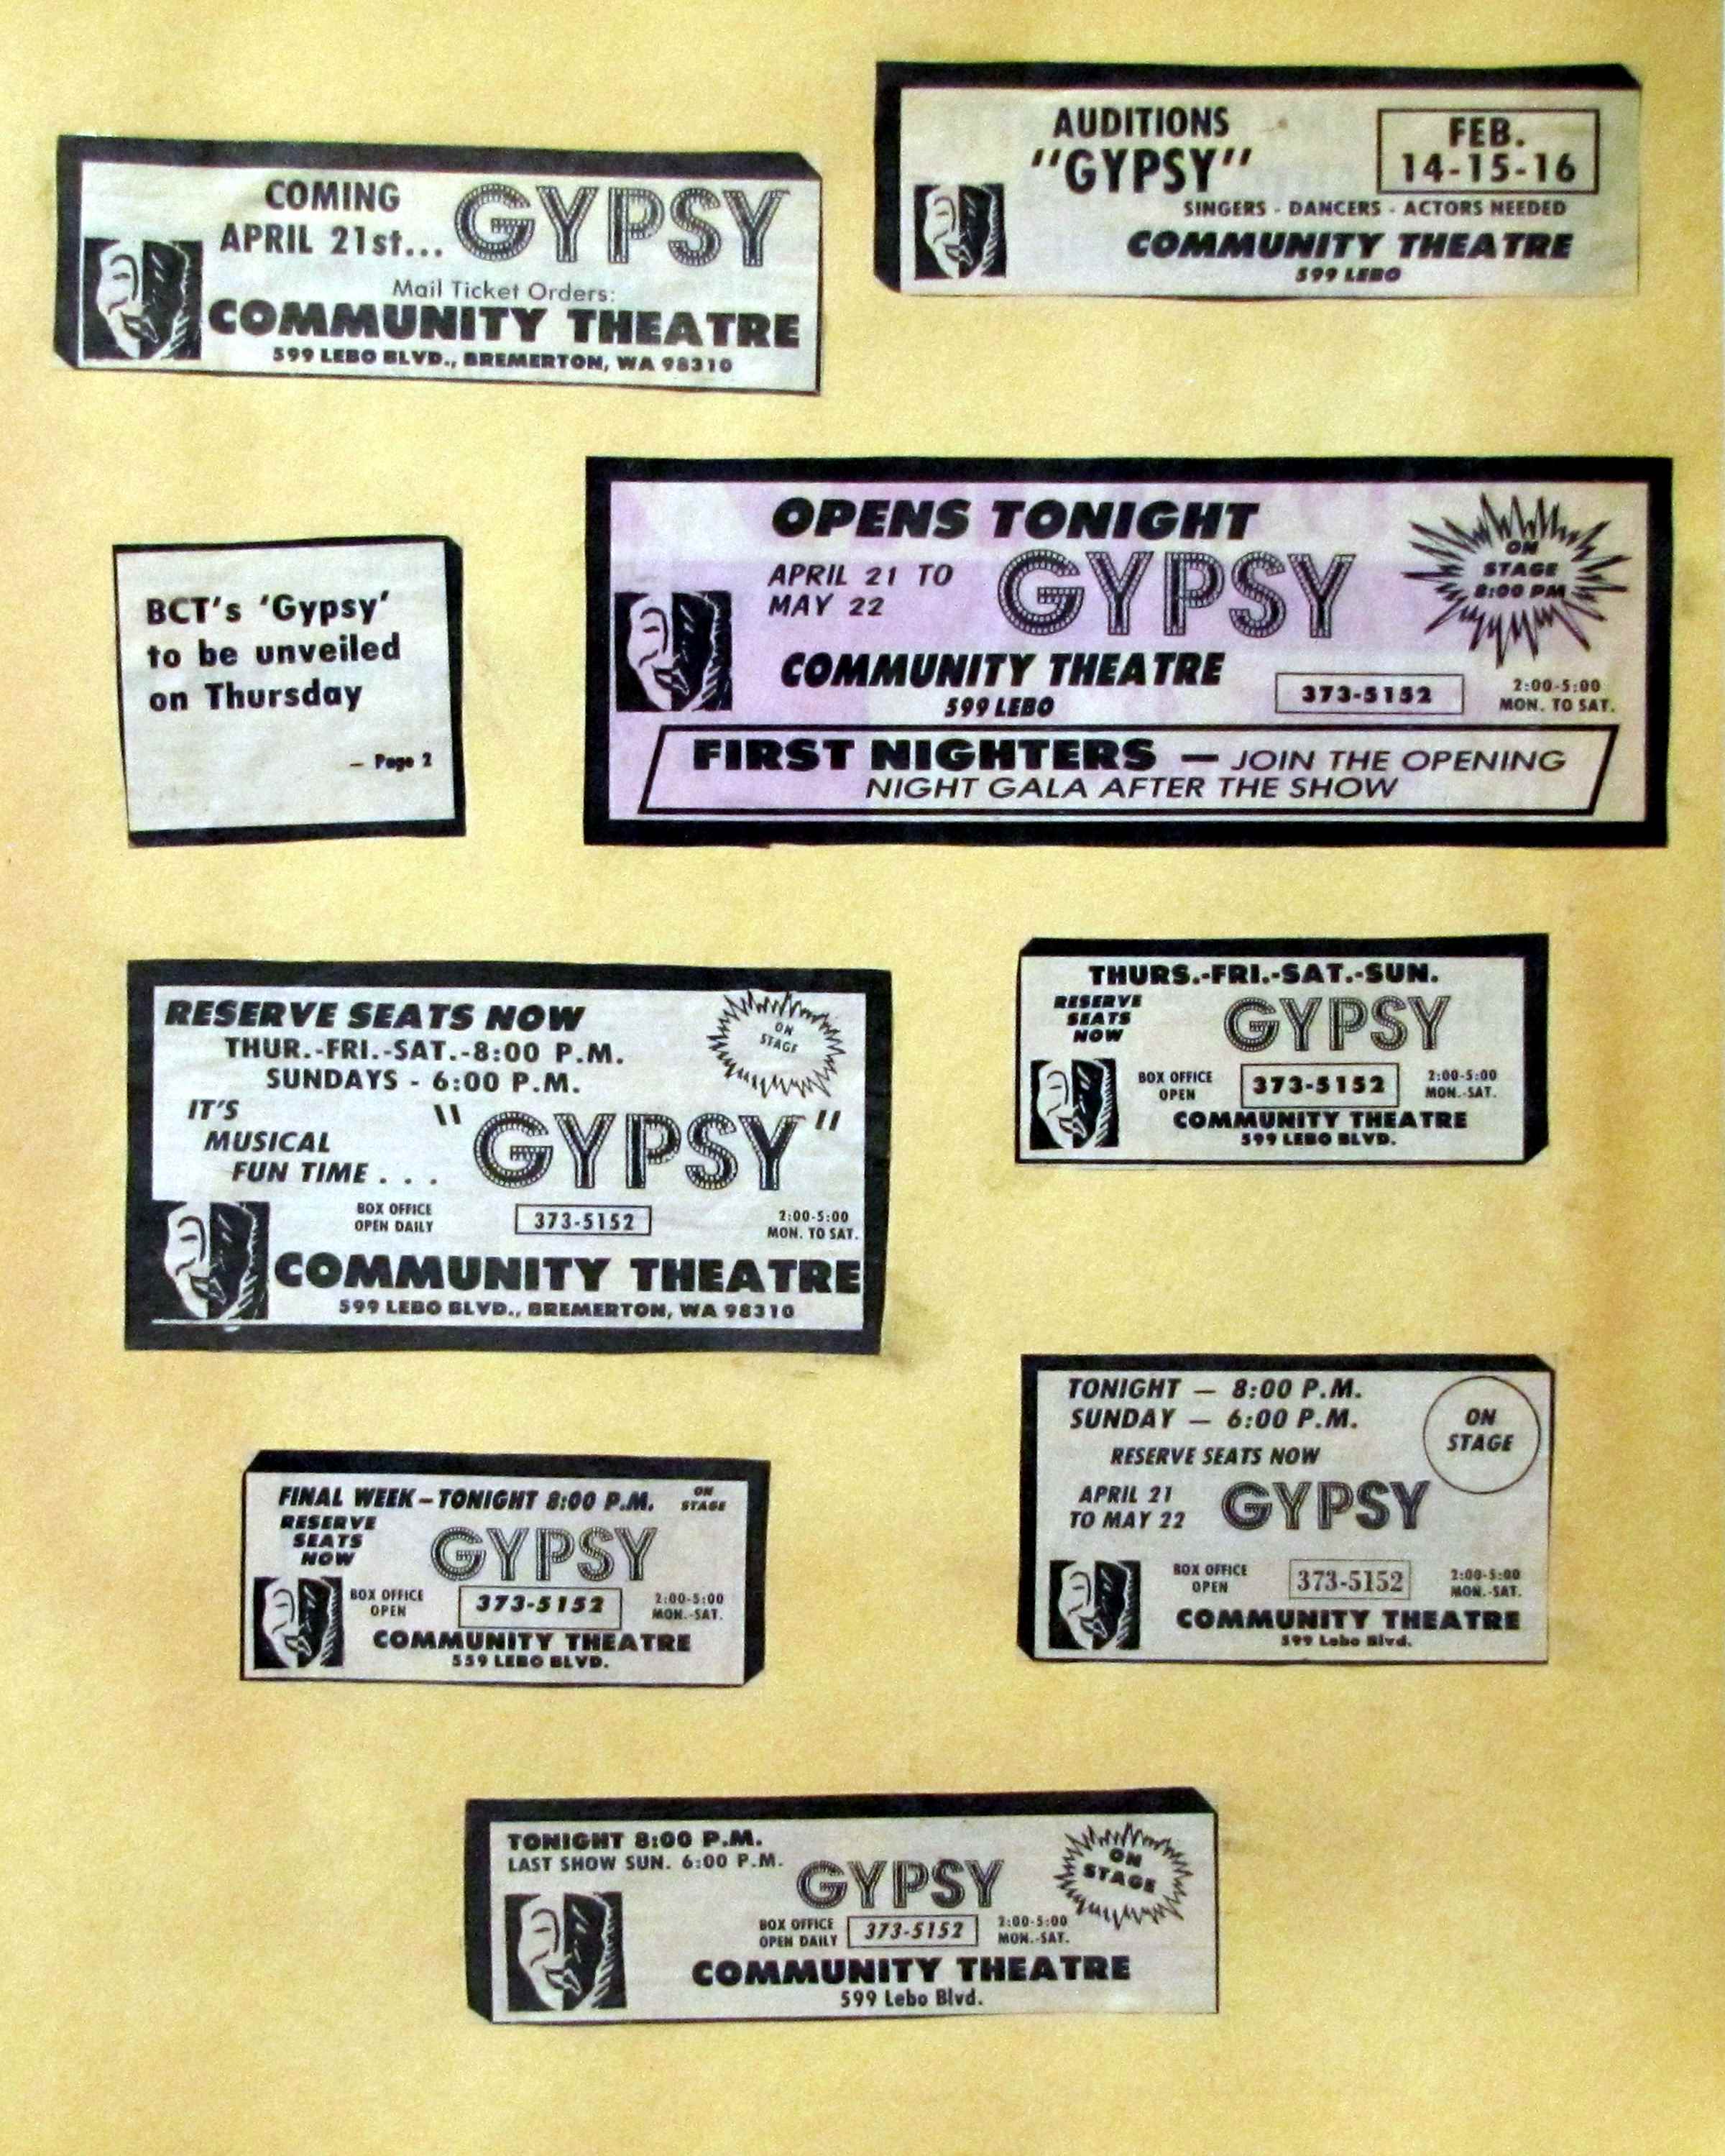 COMING
APRIL 21st... GYPSY
Mail Ticket Orders:
COMMUNITY THEATRE
599 LEBO BLVD., BREMERTON, WA 98310
AUDITIONS
"GYPSY"
FEB.
14-15-16
SINGERS - DANCERS - ACTORS NEEDED
COMMUNITY THEATRE
599 LEBO
BCT's 'Gypsy'
to be unveiled
on Thursday
— Page 2
OPENS TONIGHT
APRIL 21 TO
MAY 22
GYPSY
ON
STAGE
8:00 PM
COMMUNITY THEATRE
599 LEBO
373-5152
2:00-5:00
MON. TO SAT.
FIRST NIGHTERS — JOIN THE OPENING
NIGHT GALA AFTER THE SHOW
RESERVE SEATS NOW
THUR.-FRI.-SAT.-8:00 P.M.
SUNDAYS - 6:00 P.M.
ON
STAGE
IT'S
MUSICAL
FUN TIME . . .
"GYPSY"
BOX OFFICE
OPEN DAILY
373-5152
2:00-5:00
MON. TO SAT.
COMMUNITY THEATRE
599 LEBO BLVD., BREMERTON, WA 98310
THURS.-FRI.-SAT.-SUN.
RESERVE
SEATS
NOW
GYPSY
BOX OFFICE
OPEN
373-5152
2:00-5:00
MON.-SAT.
COMMUNITY THEATRE
599 LEBO BLVD.
FINAL WEEK – TONIGHT 8:00 P.M.
ON
STAGE
RESERVE
SEATS
NOW
GYPSY
BOX OFFICE
OPEN
373-5152
2:00-5:00
MON.-SAT.
COMMUNITY THEATRE
559 LEBO BLVD.
TONIGHT — 8:00 P.M.
SUNDAY — 6:00 P.M.
RESERVE SEATS NOW
ON
STAGE
APRIL 21
TO MAY 22
GYPSY
BOX OFFICE
OPEN
373-5152
2:00-5:00
MON.-SAT.
COMMUNITY THEATRE
599 Lebo Blvd.
TONIGHT 8:00 P.M.
LAST SHOW SUN. 6:00 P.M.
GYPSY
ON
STAGE
BOX OFFICE
OPEN DAILY
373-5152
2:00-5:00
MON.-SAT.
COMMUNITY THEATRE
599 Lebo Blvd.